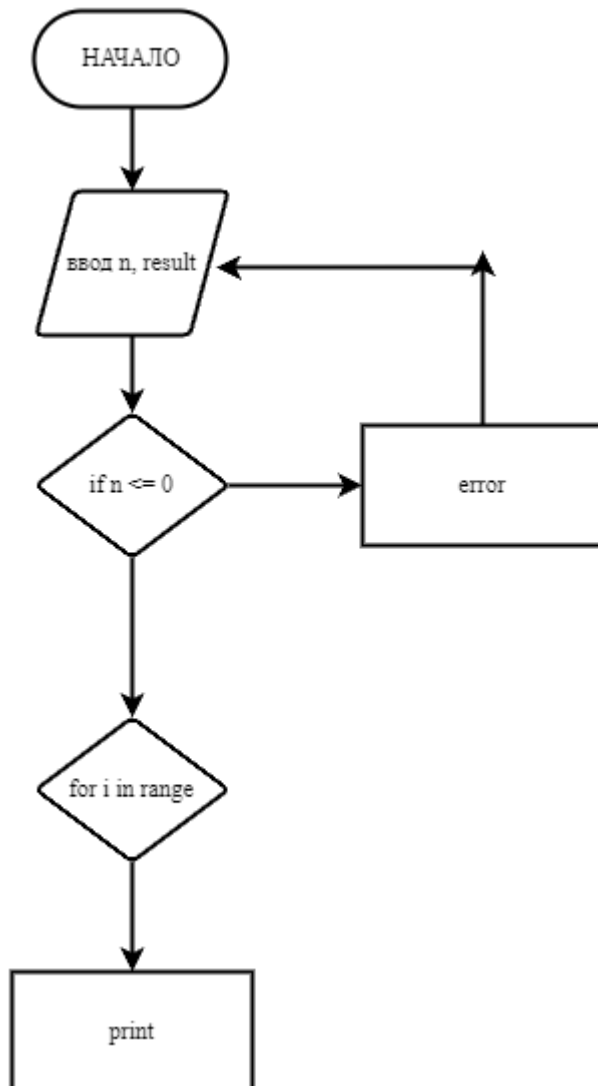 НАЧАЛО
ввод n, result
if n <= 0
error
for i in range
print